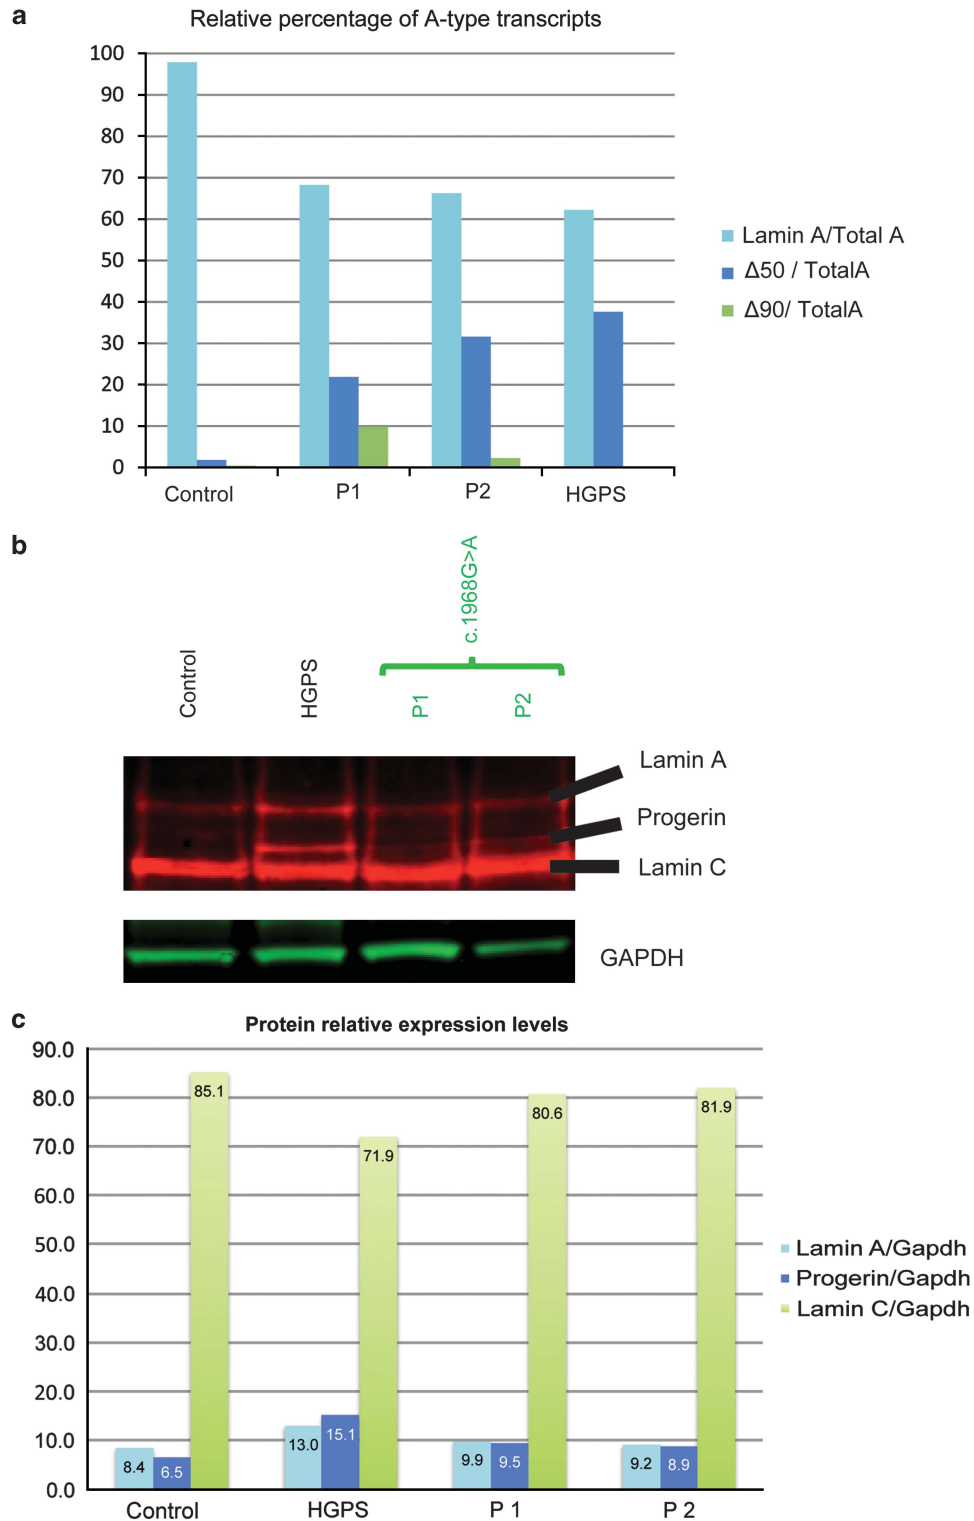 a
Relative percentage of A-type transcripts
100
90
80
70
60
50
40
30
20
10
0
Control P1 P2 HGPS
Lamin A/Total A
Δ50 / TotalA
Δ90/ TotalA
b
Control
HGPS
c.1968G>A
P1
P2
Lamin A
Progerin
Lamin C
GAPDH
c
Protein relative expression levels
90.0
80.0
70.0
60.0
50.0
40.0
30.0
20.0
10.0
0.0
8.4 6.5 85.1
13.0 15.1 71.9
9.9 9.5 80.6
9.2 8.9 81.9
Control HGPS P 1 P 2
Lamin A/Gapdh
Progerin/Gapdh
Lamin C/Gapdh